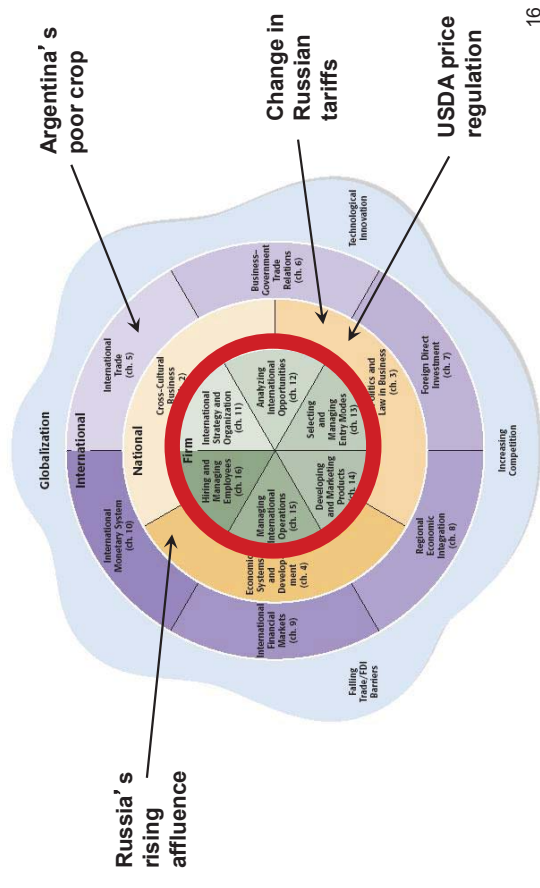 Argentina's
poor crop
Change in
Russian
tariffs
USDA price
regulation
Russia's
rising
affluence
Globalization
International
International
Monetary System
(ch. 10)
International
Trade
(ch. 5)
Business–
Government
Trade
Relations
(ch. 6)
Technological
Innovation
Foreign Direct
Investment
(ch. 7)
Increasing
Competition
Regional
Economic
Integration
(ch. 8)
Falling
Trade/FDI
Barriers
International
Financial
Markets
(ch. 9)
National
Cross-Cultural
Business
2)
and
Law in Business
(ch. 3)
Economic
Systems
and
Develop-
ment
(ch. 4)
Firm
International
Strategy and
Organization
(ch. 11)
Analyzing
International
Opportunities
(ch. 12)
Selecting
and
Managing
Entry Modes
(ch. 13)
Developing
and Marketing
Products
(ch. 14)
Managing
International
Operations
(ch. 15)
Hiring and
Managing
Employees
(ch. 16)
16